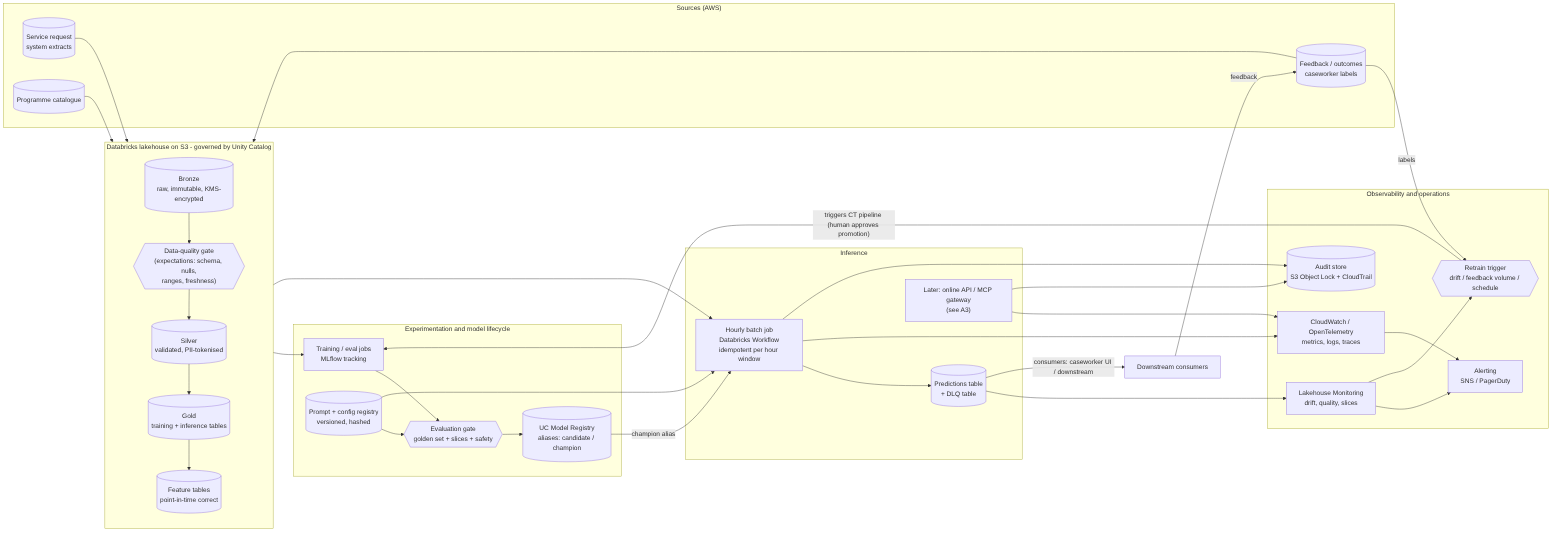 Sources (AWS)
Service request
system extracts
Programme catalogue
Feedback / outcomes
caseworker labels
feedback
labels
Databricks lakehouse on S3 - governed by Unity Catalog
Bronze
raw, immutable, KMS-
encrypted
Data-quality gate
(expectations: schema,
nulls,
ranges, freshness)
Silver
validated, PII-tokenised
Gold
training + inference tables
Feature tables
point-in-time correct
Experimentation and model lifecycle
Training / eval jobs
MLflow tracking
Prompt + config registry
versioned, hashed
Evaluation gate
golden set + slices + safety
UC Model Registry
aliases: candidate /
champion
champion alias
triggers CT pipeline
(human approves
promotion)
Inference
Later: online API / MCP
gateway
(see A3)
Hourly batch job
Databricks Workflow
idempotent per hour
window
Predictions table
+ DLQ table
consumers: caseworker UI
/ downstream
Downstream consumers
Observability and operations
Audit store
S3 Object Lock + CloudTrail
Retrain trigger
drift / feedback volume /
schedule
CloudWatch /
OpenTelemetry
metrics, logs, traces
Lakehouse Monitoring
drift, quality, slices
Alerting
SNS / PagerDuty